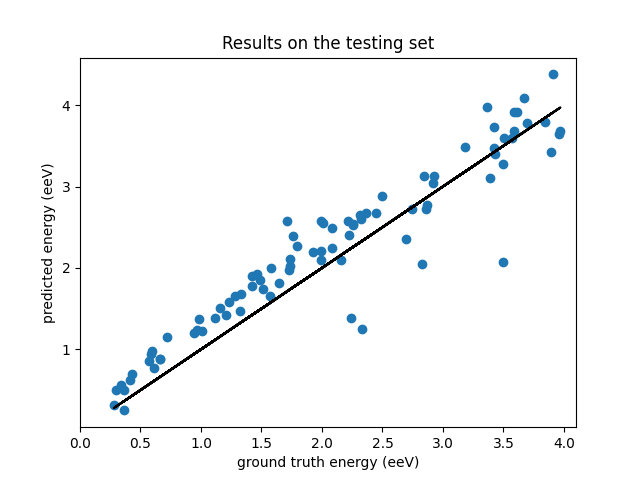 Results on the testing set
predicted energy (eeV)
4
3
2
1
0.0 0.5 1.0 1.5 2.0 2.5 3.0 3.5 4.0
ground truth energy (eeV)